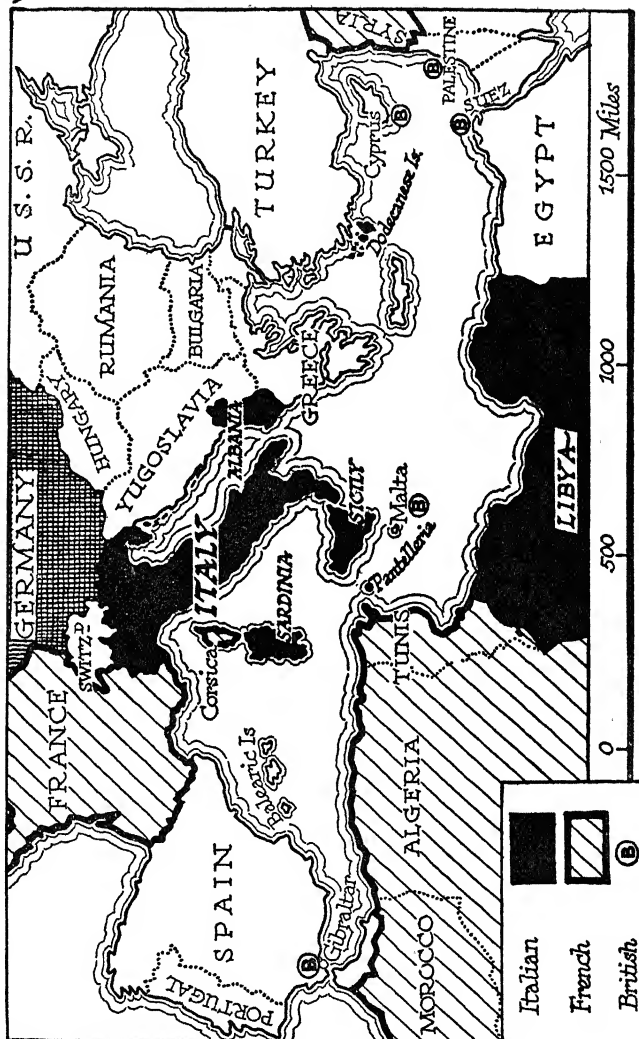 U. S. S. R.
GERMANY
HUNGARY
RUMANIA
SWITZ.D
FRANCE
YUGOSLAVIA
BULGARIA
TURKEY
SYRIA
ITALY
ALBANIA
GREECE
Corsica
SARDINIA
SPAIN
PORTUGAL
Balearic Is
SICILY
Dodecanese Is.
Cyprus
B
B
PALESTINE
Malta
B
Pantalleria
B
SUEZ
B
Gibraltar
TUNIS
MOROCCO
ALGERIA
LIBYA
EGYPT
0
500
1000
1500 Miles
Italian
French
British
B